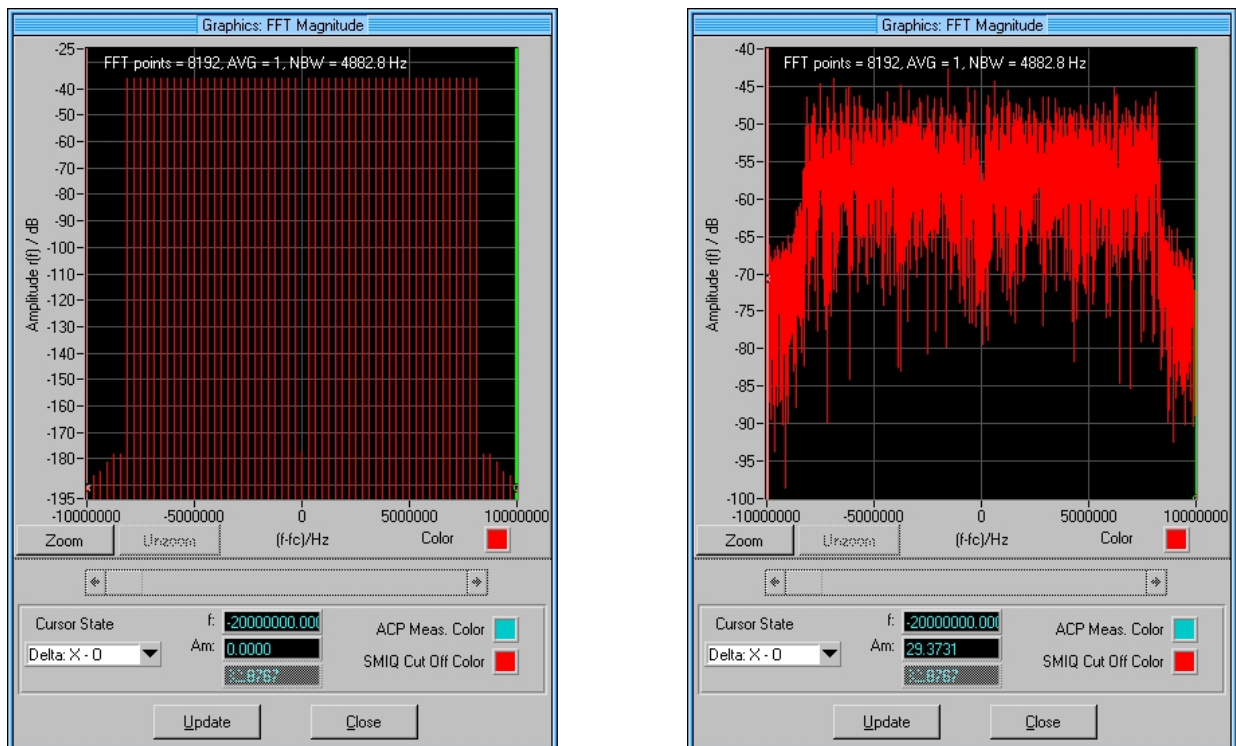 Graphics: FFT Magnitude
FFT points = 8192, AVG = 1, NBW = 4882.8 Hz
Amplitude r(f) / dB
-25
-40
-50
-60
-70
-80
-90
-100
-110
-120
-130
-140
-150
-160
-170
-180
-195
-10000000 -5000000 0 5000000 10000000
Zoom Unzoom (f-fc)/Hz Color
Cursor State
Delta: X - O
f: -20000000.00
Am: 0.0000
ACP Meas. Color
SMIQ Cut Off Color
Update Close
Graphics: FFT Magnitude
FFT points = 8192, AVG = 1, NBW = 4882.8 Hz
Amplitude r(f) / dB
-40
-45
-50
-55
-60
-65
-70
-75
-80
-85
-90
-95
-100
-10000000 -5000000 0 5000000 10000000
Zoom Unzoom (f-fc)/Hz Color
Cursor State
Delta: X - O
f: -20000000.00
Am: 29.3731
ACP Meas. Color
SMIQ Cut Off Color
Update Close